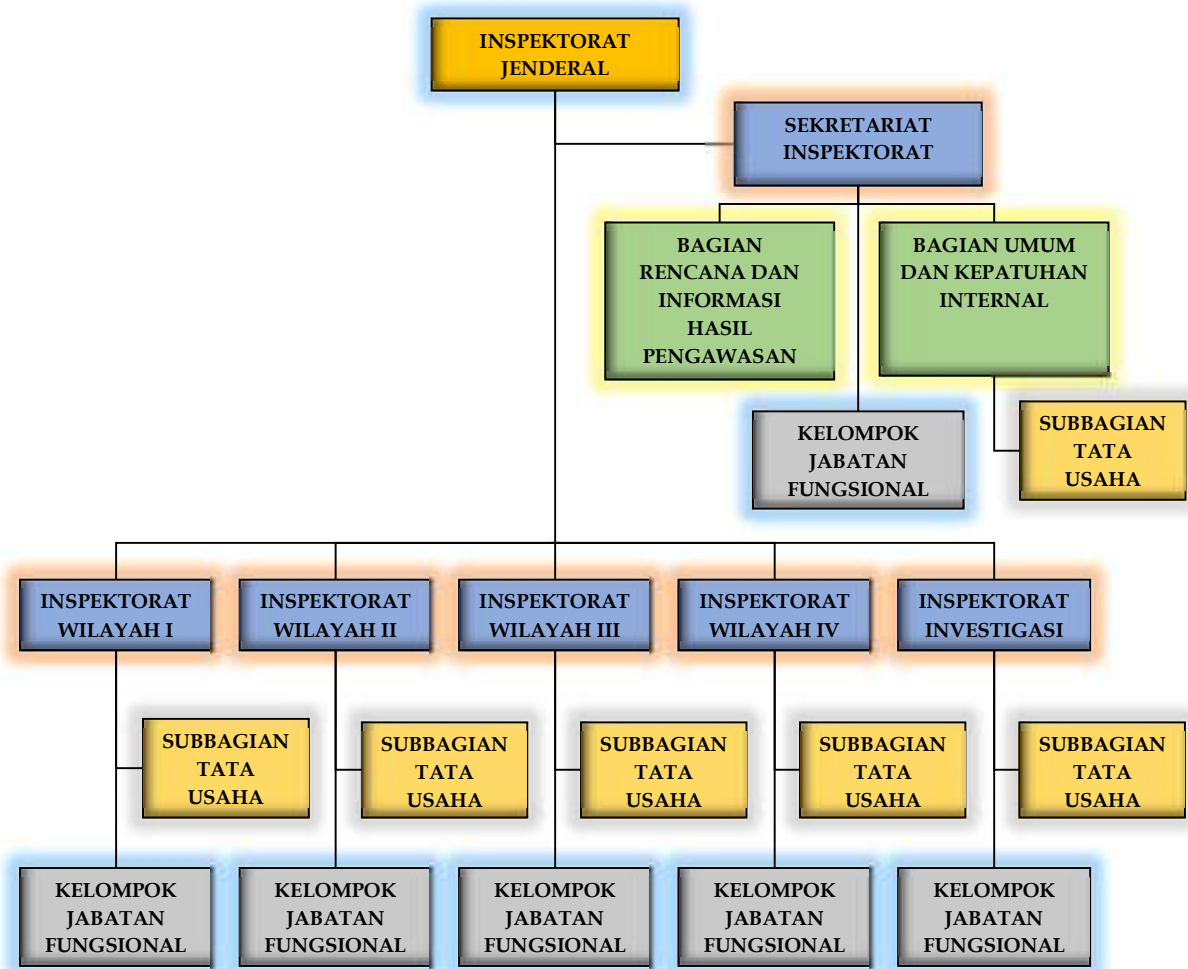 INSPEKTORAT
JENDERAL
SEKRETARIAT
INSPEKTORAT
BAGIAN
RENCANA DAN
INFORMASI
HASIL
PENGAWASAN
BAGIAN UMUM
DAN KEPATUHAN
INTERNAL
KELOMPOK
JABATAN
FUNGSIONAL
SUBBAGIAN
TATA
USAHA
INSPEKTORAT
WILAYAH I
INSPEKTORAT
WILAYAH II
INSPEKTORAT
WILAYAH III
INSPEKTORAT
WILAYAH IV
INSPEKTORAT
INVESTIGASI
SUBBAGIAN
TATA
USAHA
SUBBAGIAN
TATA
USAHA
SUBBAGIAN
TATA
USAHA
SUBBAGIAN
TATA
USAHA
SUBBAGIAN
TATA
USAHA
KELOMPOK
JABATAN
FUNGSIONAL
KELOMPOK
JABATAN
FUNGSIONAL
KELOMPOK
JABATAN
FUNGSIONAL
KELOMPOK
JABATAN
FUNGSIONAL
KELOMPOK
JABATAN
FUNGSIONAL